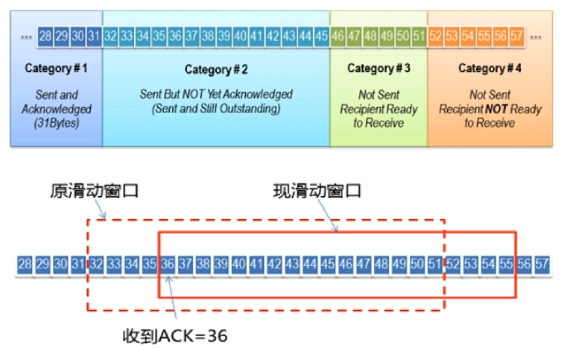 ... 28 29 30 31 32 33 34 35 36 37 38 39 40 41 42 43 44 45 46 47 48 49 50 51 52 53 54 55 56 57 ...
Category # 1
Sent and
Acknowledged
(31Bytes)
Category # 2
Sent But NOT Yet Acknowledged
(Sent and Still Outstanding)
Category # 3
Not Sent
Recipient Ready
to Receive
Category # 4
Not Sent
Recipient NOT Ready
to Receive
原滑动窗口
现滑动窗口
28 29 30 31 32 33 34 35 36 37 38 39 40 41 42 43 44 45 46 47 48 49 50 51 52 53 54 55 56 57
收到ACK=36